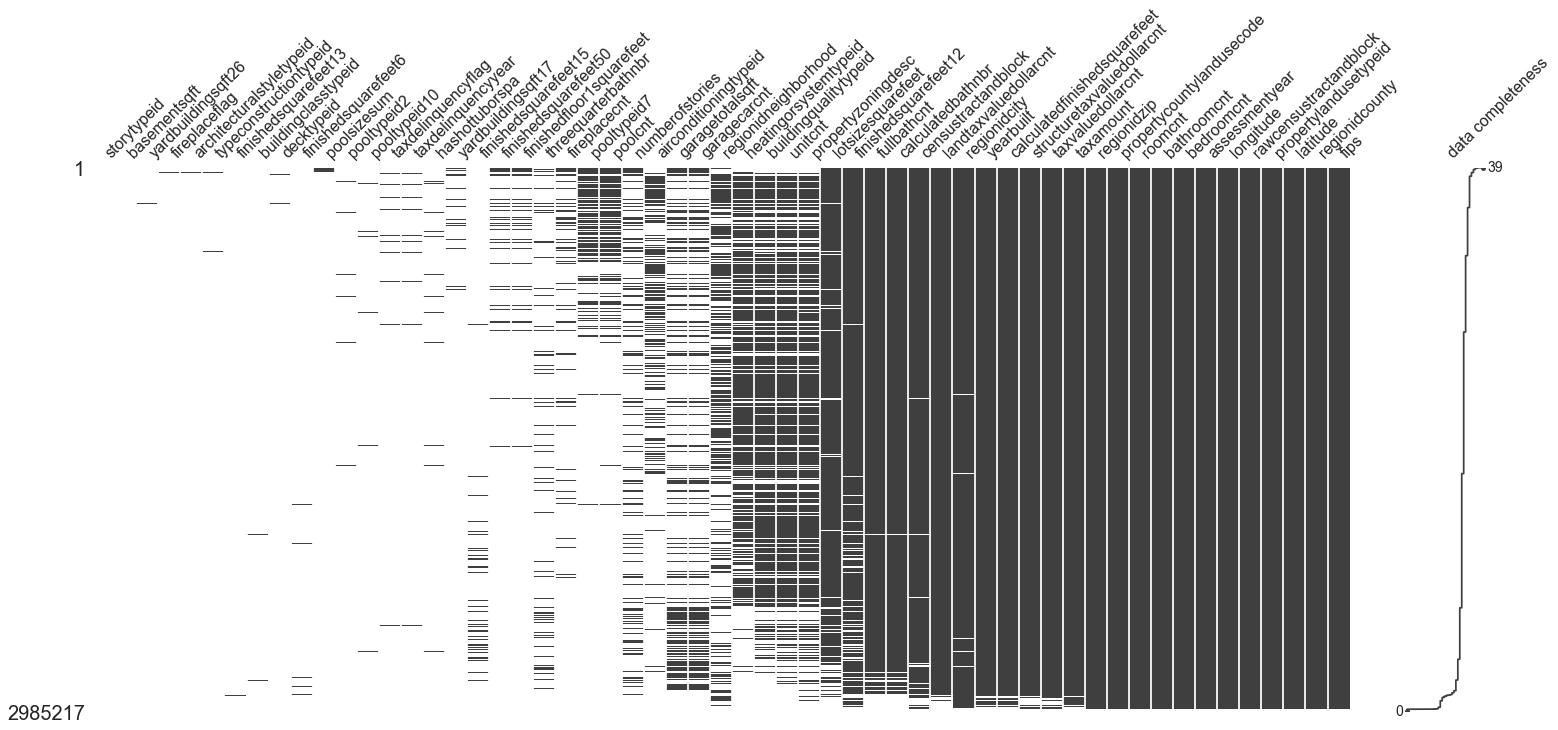 storytypeid
basementsqft
yardbuildingsqft26
fireplaceflag
architecturalstyletypeid
typeconstructiontypeid
finishedsquarefeet13
buildingclasstypeid
decktypeid
finishedsquarefeet6
poolsizesum
pooltypeid2
pooltypeid10
taxdelinquencyflag
taxdelinquencyyear
hashottuborspa
yardbuildingsqft17
finishedsquarefeet15
finishedsquarefeet50
finishedfloor1squarefeet
threequarterbathnbr
fireplacecnt
pooltypeid7
poolcnt
numberofstories
airconditioningtypeid
garagetotalsqft
garagecarcnt
regionidneighborhood
heatingorsystemtypeid
buildingqualitytypeid
unitcnt
propertyzoningdesc
lotsizesquarefeet
finishedsquarefeet12
fullbathcnt
calculatedbathnbr
censustractandblock
landtaxvaluedollarcnt
regionidcity
yearbuilt
calculatedfinishedsquarefeet
structuretaxvaluedollarcnt
taxvaluedollarcnt
taxamount
regionidzip
propertycountylandusecode
roomcnt
bathroomcnt
bedroomcnt
assessmentyear
longitude
rawcensustractandblock
propertylandusetypeid
latitude
regionidcounty
fips
data completeness
1
39
2985217
0